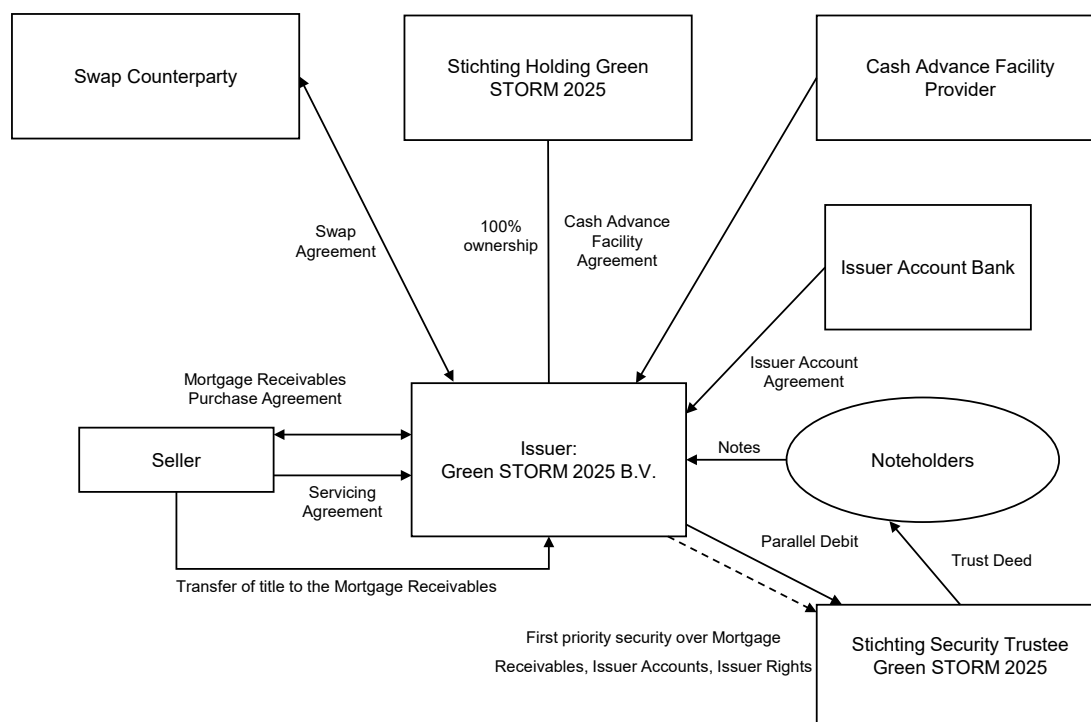 Swap Counterparty
Stichting Holding Green
STORM 2025
Cash Advance Facility
Provider
Swap
Agreement
100%
ownership
Cash Advance
Facility
Agreement
Issuer Account Bank
Issuer Account
Agreement
Mortgage Receivables
Purchase Agreement
Seller
Issuer:
Green STORM 2025 B.V.
Notes
Noteholders
Servicing
Agreement
Parallel Debit
Trust Deed
Transfer of title to the Mortgage Receivables
First priority security over Mortgage
Receivables, Issuer Accounts, Issuer Rights
Stichting Security Trustee
Green STORM 2025